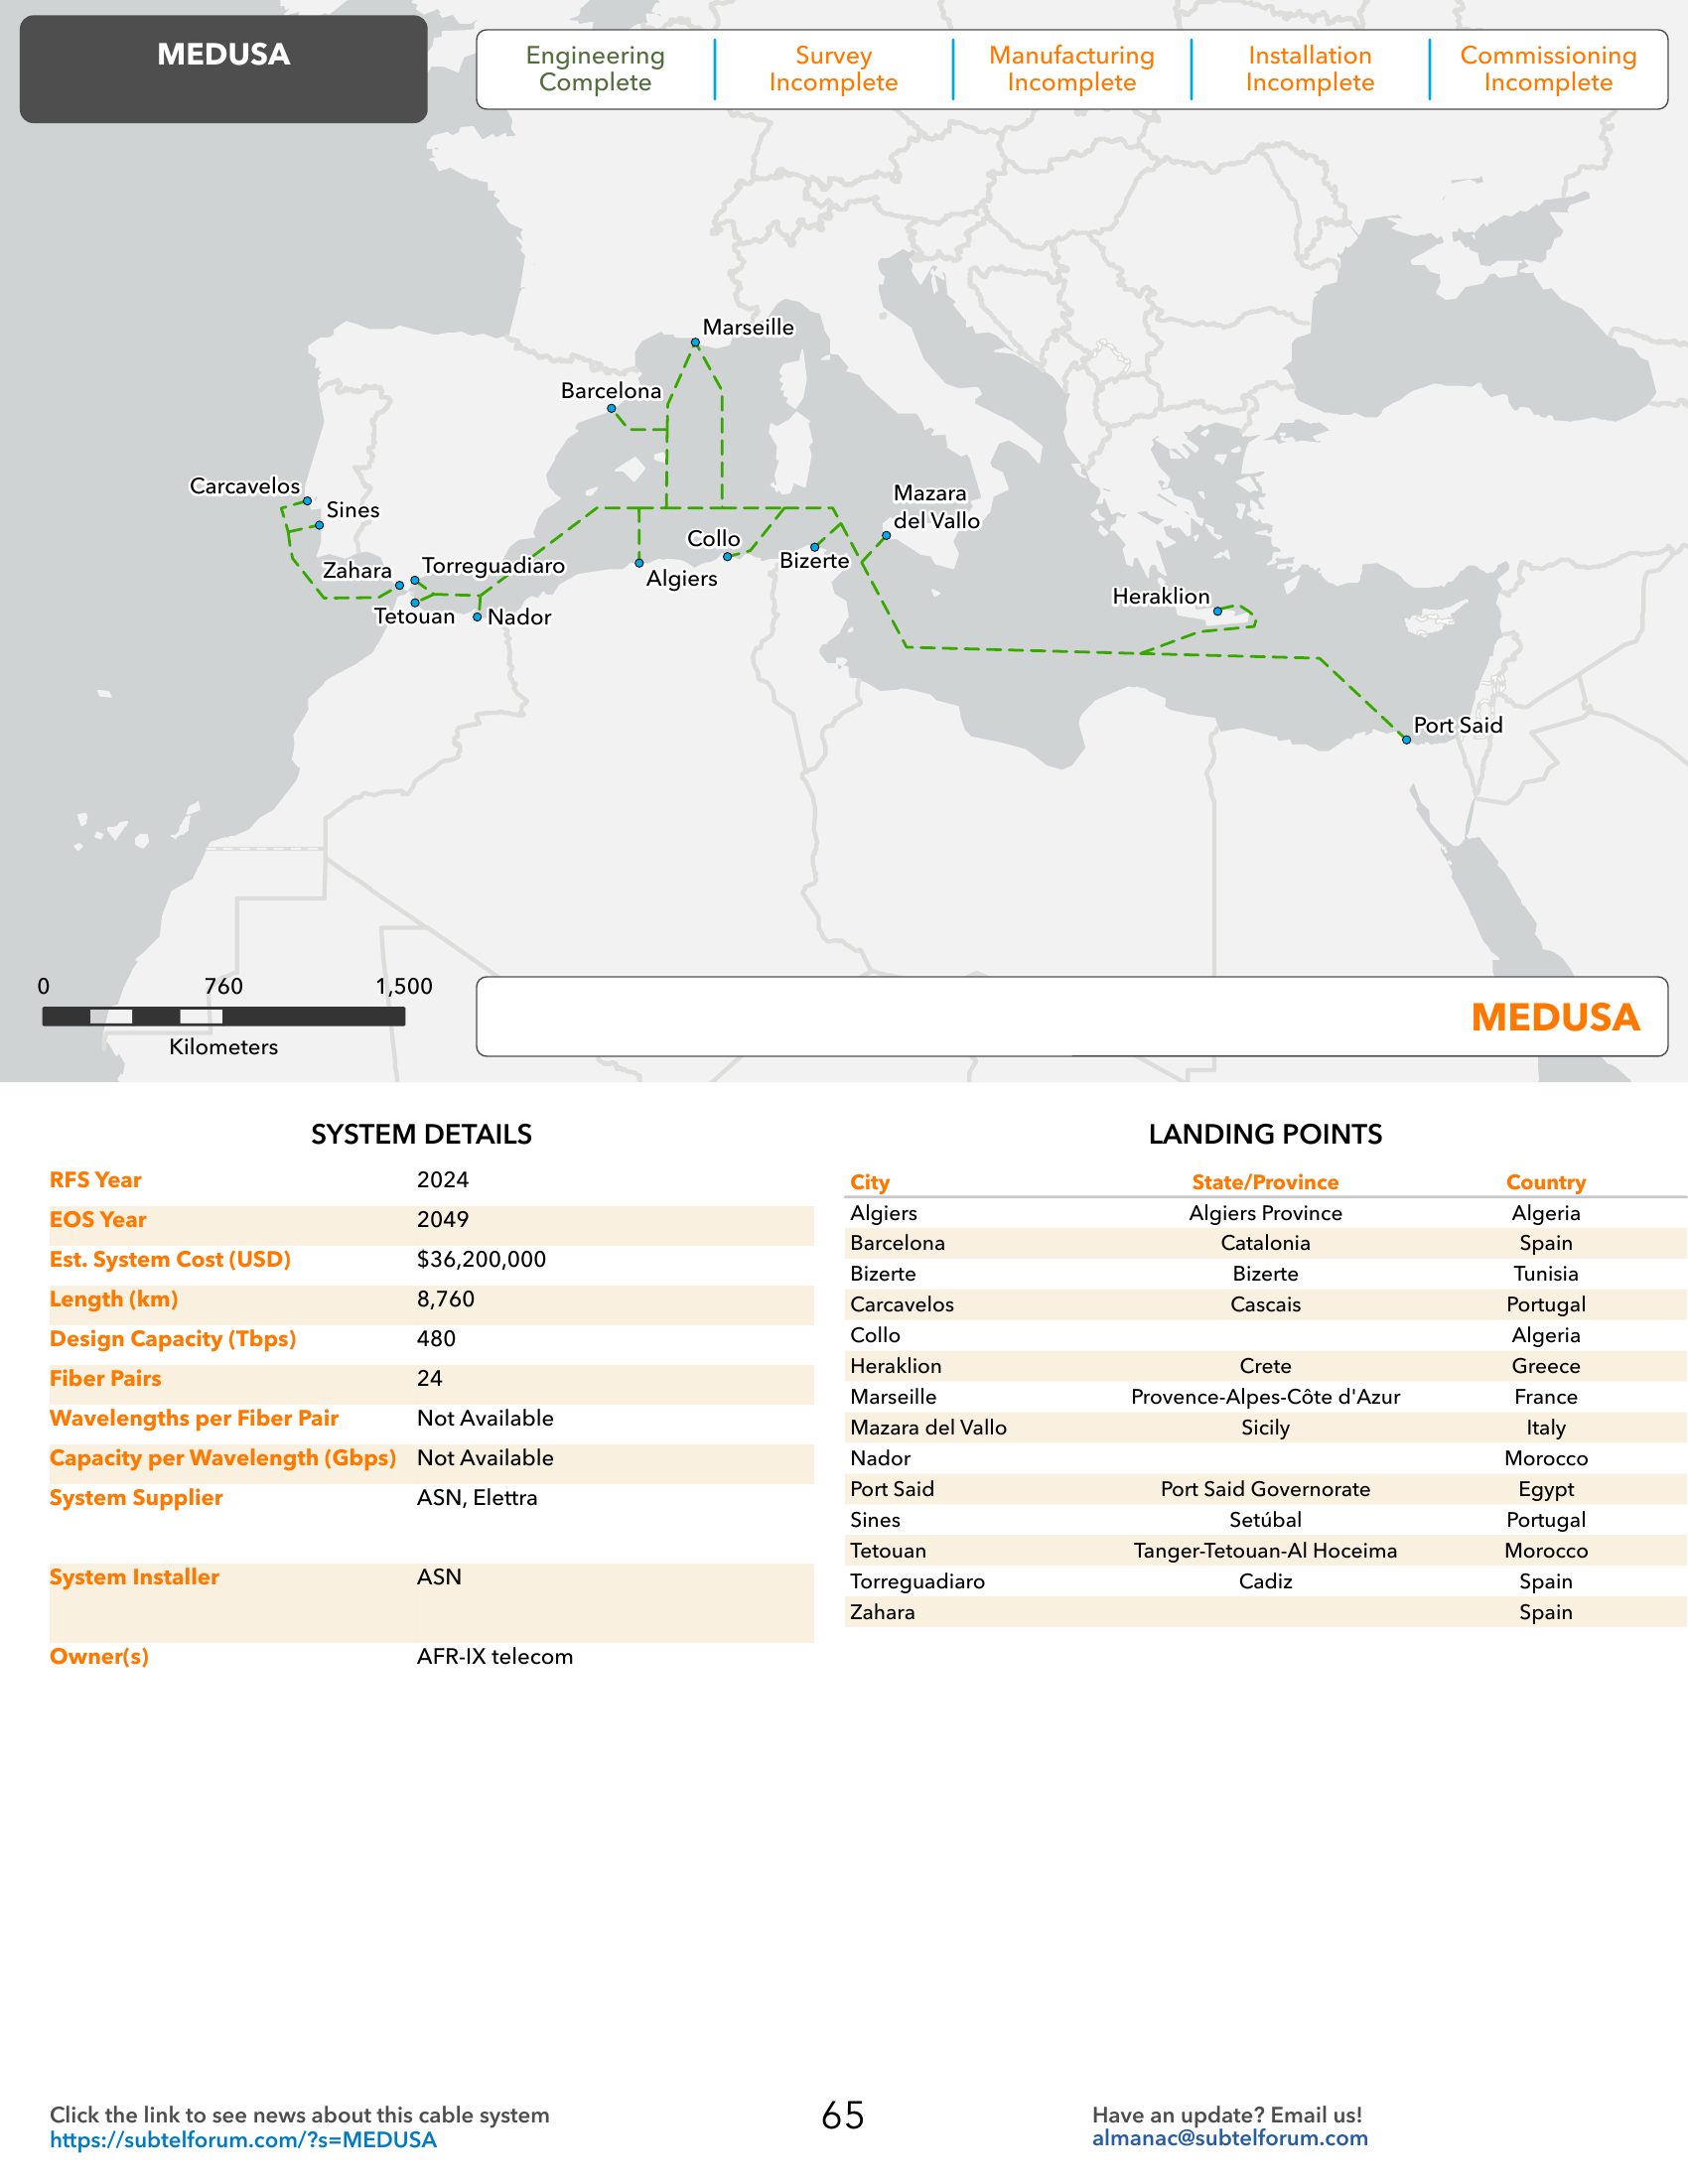 MEDUSA
Engineering
Complete
Survey
Incomplete
Manufacturing
Incomplete
Installation
Incomplete
Commissioning
Incomplete
Marseille
Barcelona
Carcavelos
Sines
Mazara
del Vallo
Collo
Bizerte
Zahara
Torreguadiaro
Algiers
Tetouan
Nador
Heraklion
Port Said
0 760 1,500
Kilometers
MEDUSA
SYSTEM DETAILS
RFS Year 2024
EOS Year 2049
Est. System Cost (USD) $36,200,000
Length (km) 8,760
Design Capacity (Tbps) 480
Fiber Pairs 24
Wavelengths per Fiber Pair Not Available
Capacity per Wavelength (Gbps) Not Available
System Supplier ASN, Elettra
System Installer ASN
Owner(s) AFR-IX telecom
LANDING POINTS
City State/Province Country
Algiers Algiers Province Algeria
Barcelona Catalonia Spain
Bizerte Bizerte Tunisia
Carcavelos Cascais Portugal
Collo Algeria
Heraklion Crete Greece
Marseille Provence-Alpes-Côte d'Azur France
Mazara del Vallo Sicily Italy
Nador Morocco
Port Said Port Said Governorate Egypt
Sines Setúbal Portugal
Tetouan Tanger-Tetouan-Al Hoceima Morocco
Torreguadiaro Cadiz Spain
Zahara Spain
Click the link to see news about this cable system
https://subtelforum.com/?s=MEDUSA
65
Have an update? Email us!
almanac@subtelforum.com